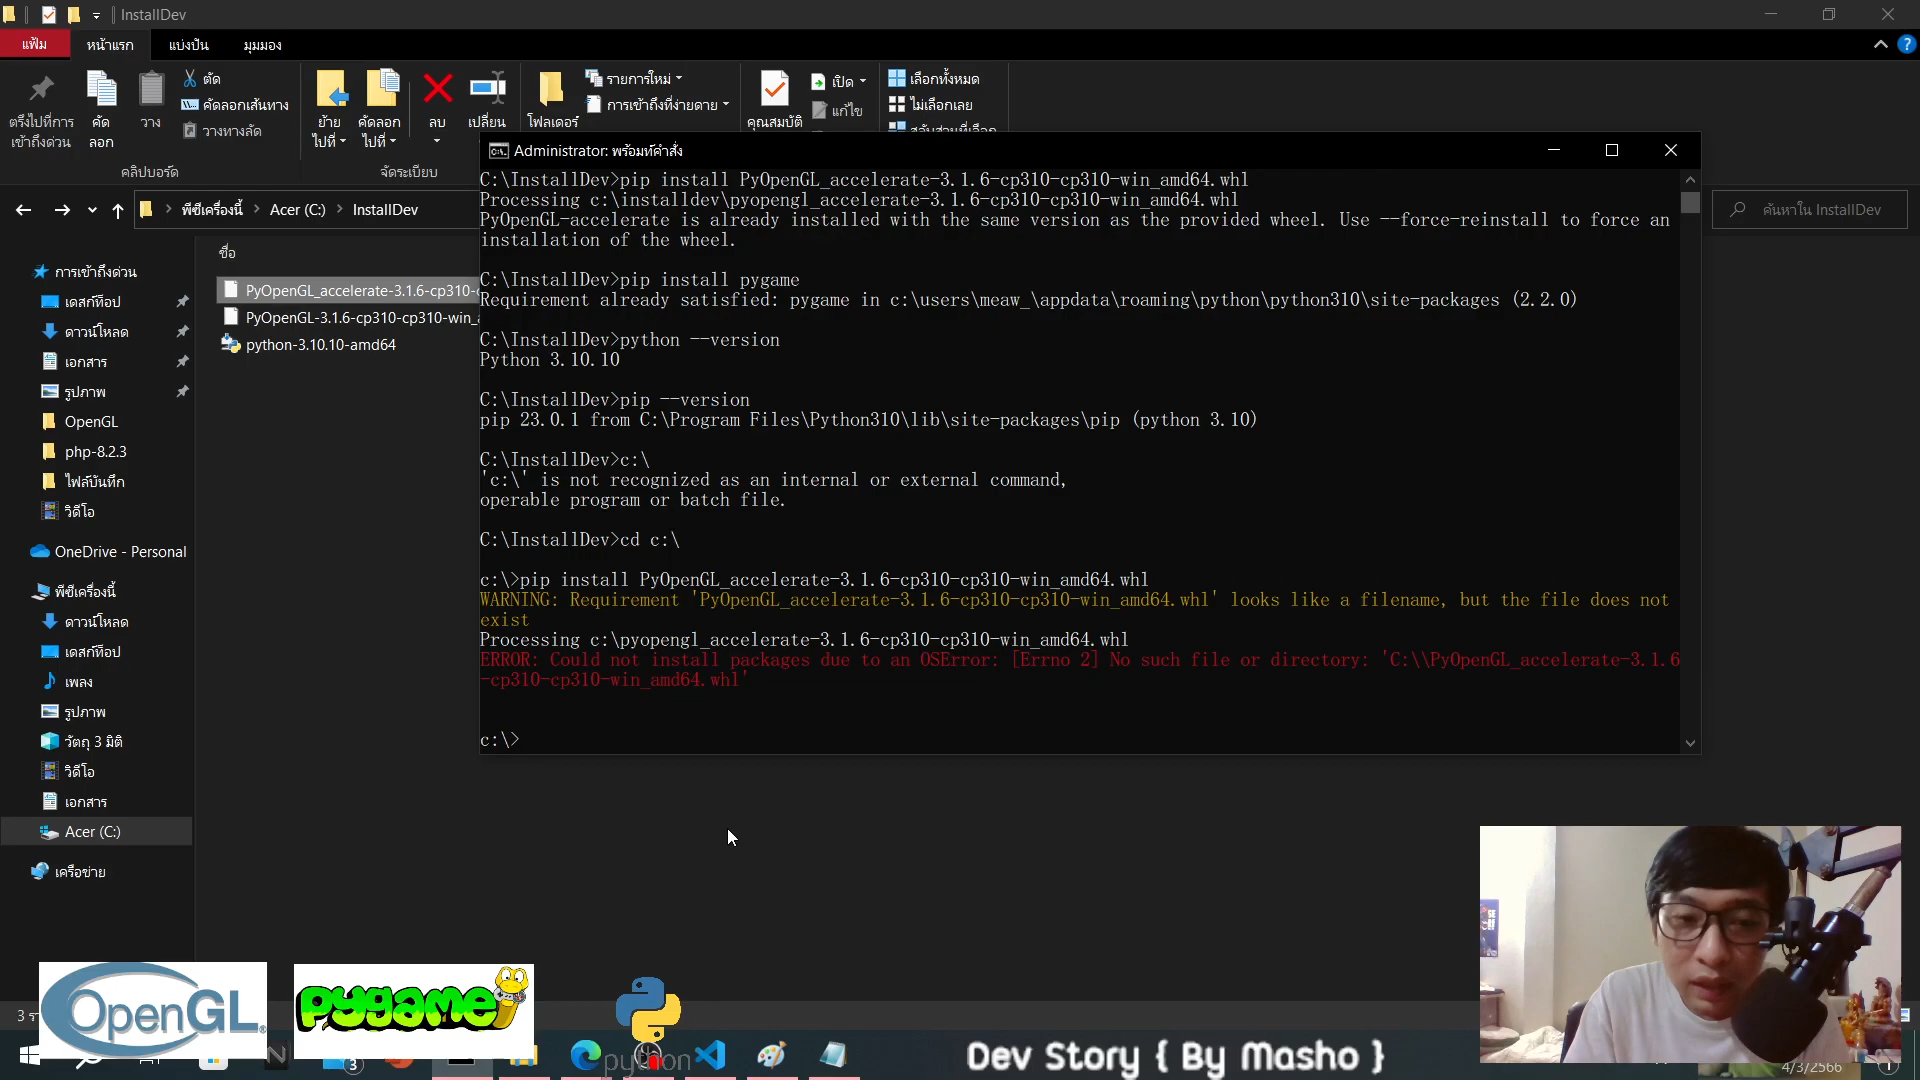 InstallDev
แฟ้ม
หน้าแรก
แบ่งปัน
มุมมอง
ตรึงไปที่การ
เข้าถึงด่วน
คัด
ลอก
วาง
ตัด
คัดลอกเส้นทาง
วางทางลัด
คลิปบอร์ด
ย้าย
ไปที่
คัดลอก
ไปที่
ลบ
เปลี่ยน
จัดระเบียบ
โฟลเดอร์
รายการใหม่
การเข้าถึงที่ง่ายดาย
คุณสมบัติ
เปิด
แก้ไข
เลือกทั้งหมด
ไม่เลือกเลย
พีซีเครื่องนี้ > Acer (C:) > InstallDev
ค้นหาใน InstallDev
ชื่อ
PyOpenGL_accelerate-3.1.6-cp310-
PyOpenGL-3.1.6-cp310-cp310-win_
python-3.10.10-amd64
การเข้าถึงด่วน
เดสก์ท็อป
ดาวน์โหลด
เอกสาร
รูปภาพ
OpenGL
php-8.2.3
ไฟล์บันทึก
วิดีโอ
OneDrive - Personal
พีซีเครื่องนี้
ดาวน์โหลด
เดสก์ท็อป
เพลง
รูปภาพ
วัตถุ 3 มิติ
วิดีโอ
เอกสาร
Acer (C:)
เครือข่าย
Administrator: พร้อมท์คำสั่ง
C:\InstallDev>pip install PyOpenGL_accelerate-3.1.6-cp310-cp310-win_amd64.whl
Processing c:\installdev\pyopengl_accelerate-3.1.6-cp310-cp310-win_amd64.whl
PyOpenGL-accelerate is already installed with the same version as the provided wheel. Use --force-reinstall to force an
installation of the wheel.
C:\InstallDev>pip install pygame
Requirement already satisfied: pygame in c:\users\meaw_\appdata\roaming\python\python310\site-packages (2.2.0)
C:\InstallDev>python --version
Python 3.10.10
C:\InstallDev>pip --version
pip 23.0.1 from C:\Program Files\Python310\lib\site-packages\pip (python 3.10)
C:\InstallDev>c:\
'c:\' is not recognized as an internal or external command,
operable program or batch file.
C:\InstallDev>cd c:\
c:\>pip install PyOpenGL_accelerate-3.1.6-cp310-cp310-win_amd64.whl
WARNING: Requirement 'PyOpenGL_accelerate-3.1.6-cp310-cp310-win_amd64.whl' looks like a filename, but the file does not
exist
Processing c:\pyopengl_accelerate-3.1.6-cp310-cp310-win_amd64.whl
ERROR: Could not install packages due to an OSError: [Errno 2] No such file or directory: 'C:\\PyOpenGL_accelerate-3.1.6
-cp310-cp310-win_amd64.whl'
c:\>
OpenGL®
pygame
python
3
Dev Story { By Masho }
4/3/2566